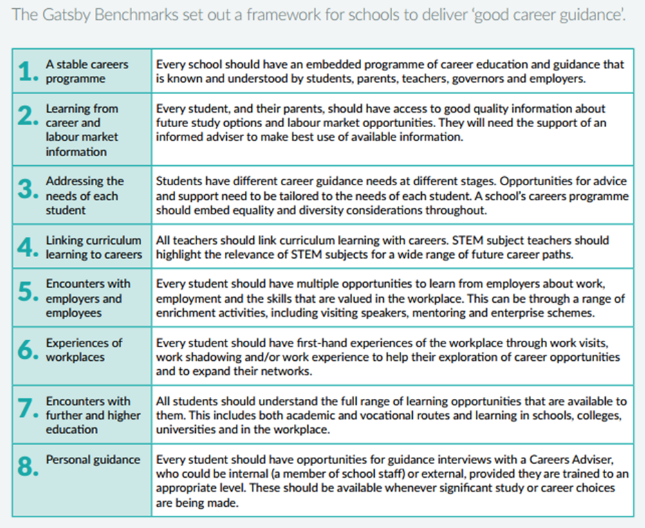 The Gatsby Benchmarks set out a framework for schools to deliver ‘good career guidance’.
1. A stable careers
programme
Every school should have an embedded programme of career education and guidance that
is known and understood by students, parents, teachers, governors and employers.
2. Learning from
career and
labour market
information
Every student, and their parents, should have access to good quality information about
future study options and labour market opportunities. They will need the support of an
informed adviser to make best use of available information.
3. Addressing the
needs of each
student
Students have different career guidance needs at different stages. Opportunities for advice
and support need to be tailored to the needs of each student. A school's careers programme
should embed equality and diversity considerations throughout.
4. Linking curriculum
learning to careers
All teachers should link curriculum learning with careers. STEM subject teachers should
highlight the relevance of STEM subjects for a wide range of future career paths.
5. Encounters with
employers and
employees
Every student should have multiple opportunities to learn from employers about work,
employment and the skills that are valued in the workplace. This can be through a range of
enrichment activities, including visiting speakers, mentoring and enterprise schemes.
6. Experiences of
workplaces
Every student should have first-hand experiences of the workplace through work visits,
work shadowing and/or work experience to help their exploration of career opportunities
and to expand their networks.
7. Encounters with
further and higher
education
All students should understand the full range of learning opportunities that are available to
them. This includes both academic and vocational routes and learning in schools, colleges,
universities and in the workplace.
8. Personal guidance
Every student should have opportunities for guidance interviews with a Careers Adviser,
who could be internal (a member of school staff) or external, provided they are trained to an
appropriate level. These should be available whenever significant study or career choices
are being made.